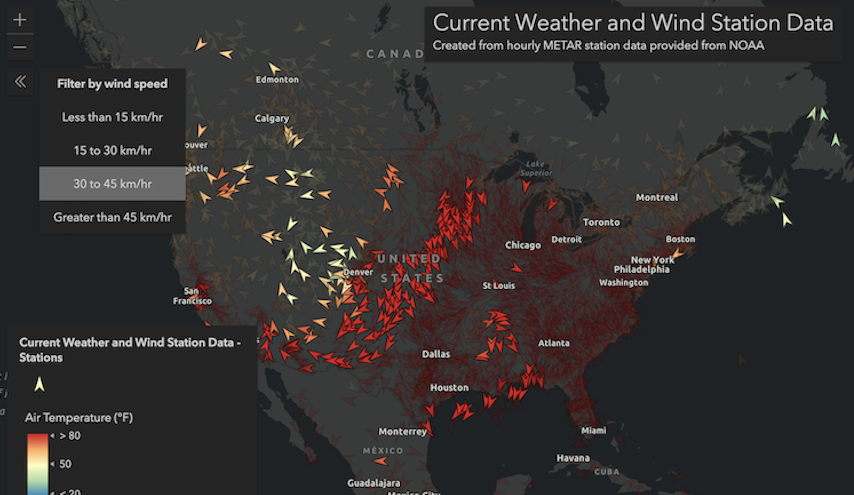 Current Weather and Wind Station Data
Created from hourly METAR station data provided from NOAA
+
−
Filter by wind speed
Less than 15 km/hr
15 to 30 km/hr
30 to 45 km/hr
Greater than 45 km/hr
CANAD
Edmonton
Calgary
ouver
attle
Lake
Superior
Montreal
Toronto
Chicago
Detroit
Boston
New York
Philadelphia
Washington
UNITED
STATES
Denver
St Louis
San
Francisco
Atlanta
Dallas
Houston
Monterrey
Miami
Havana
CUBA
MÉXICO
Guadalajara
Mexico City
Current Weather and Wind Station Data -
Stations
Air Temperature (°F)
> 80
50
< 20